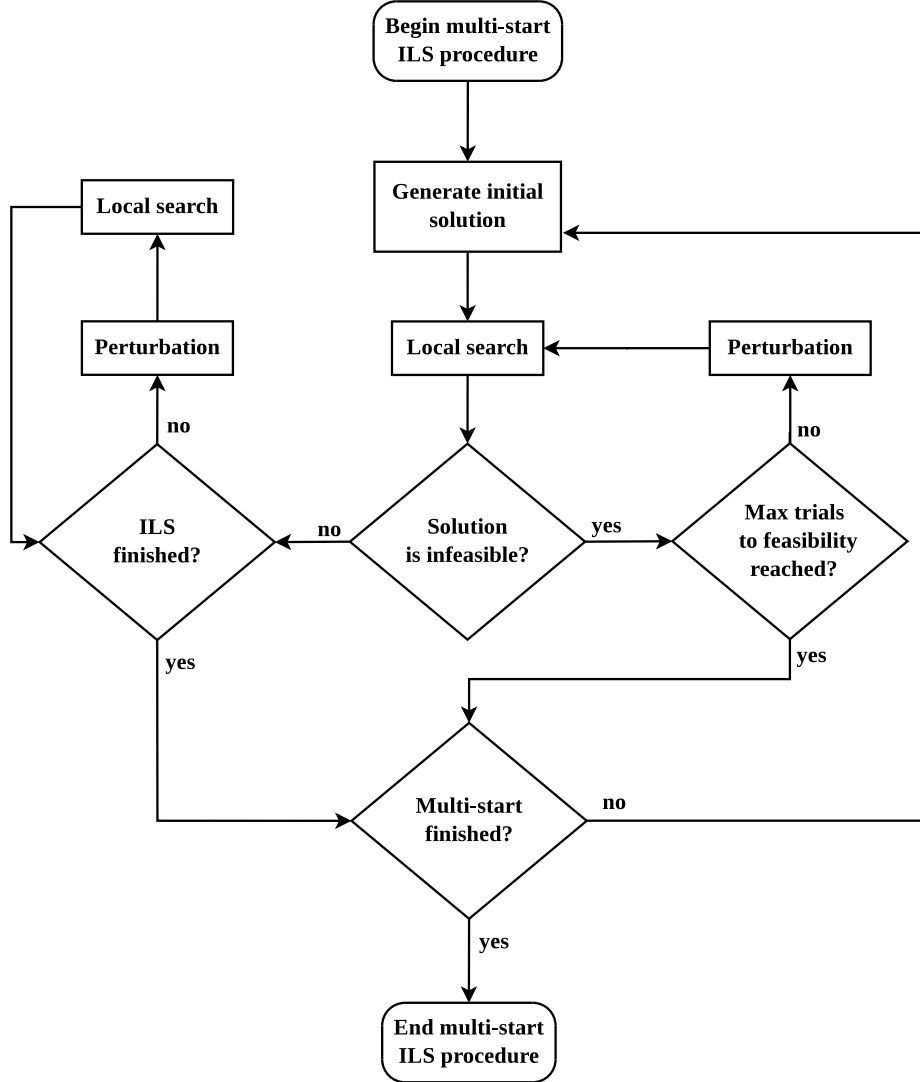 Begin multi-start
ILS procedure
Generate initial
solution
Local search
Local search
Perturbation
Perturbation
no
no
ILS
finished?
no
Solution
is infeasible?
yes
Max trials
to feasibility
reached?
yes
yes
Multi-start
finished?
no
yes
End multi-start
ILS procedure